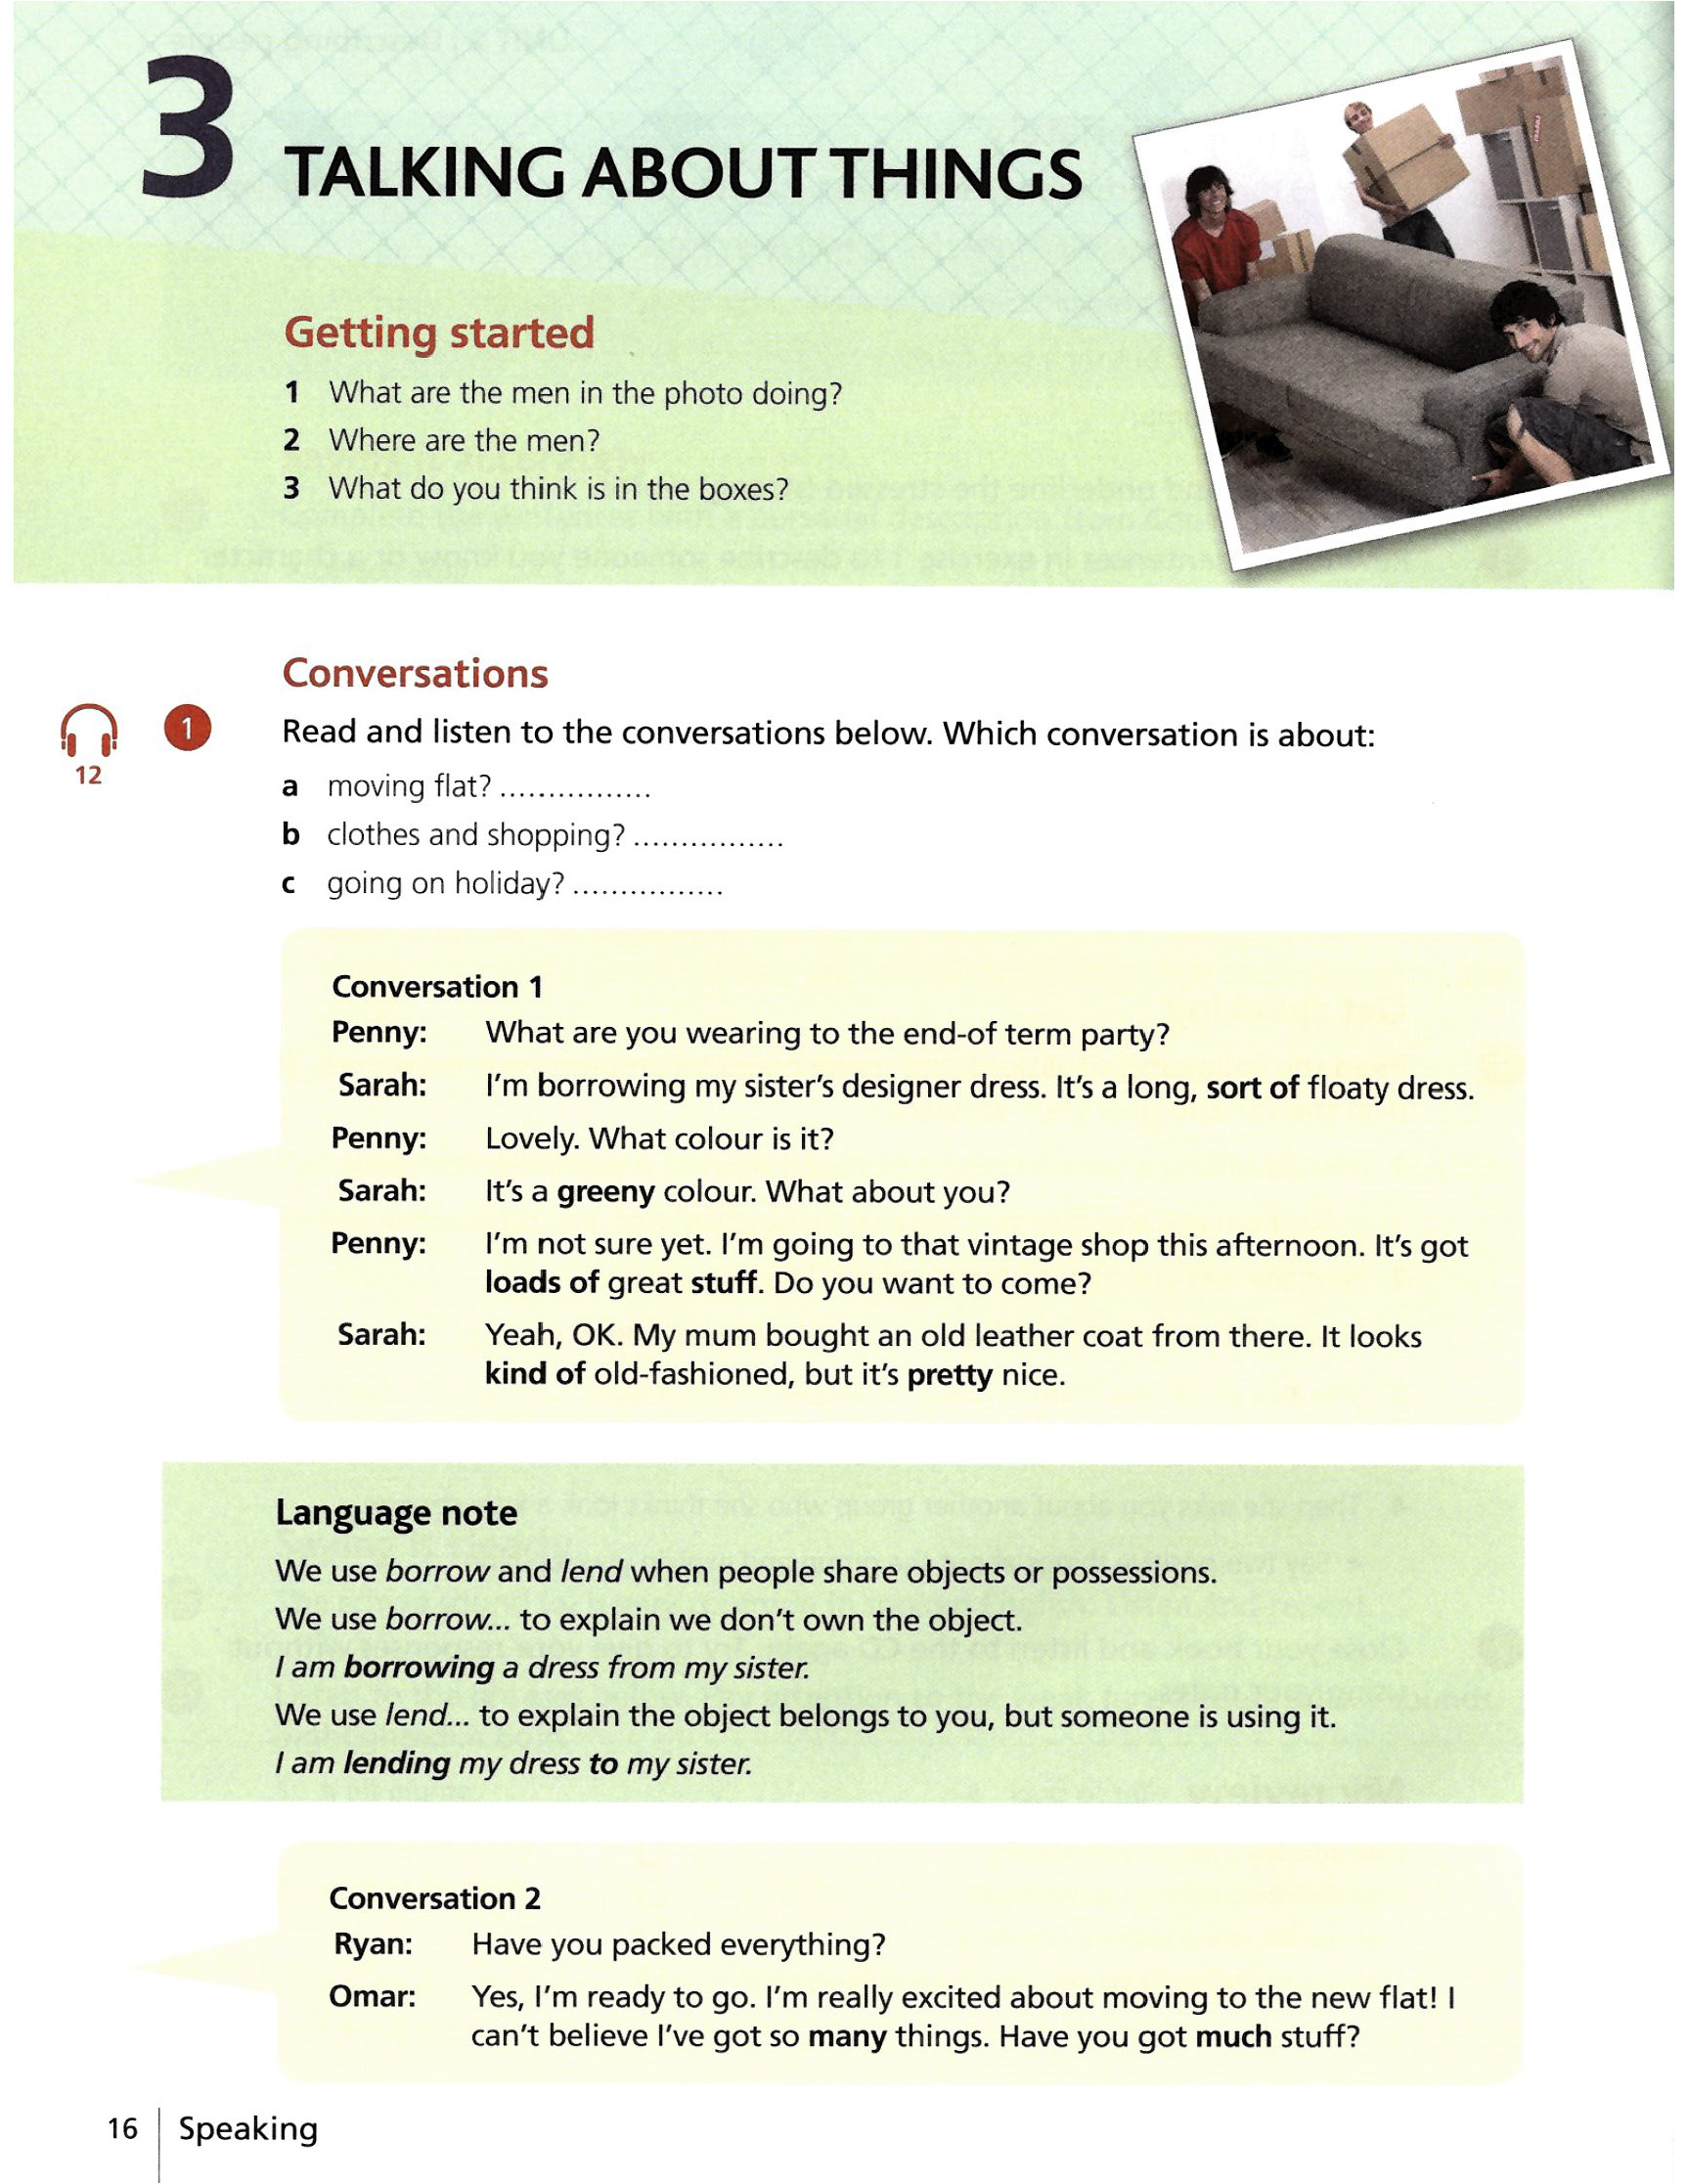 3 TALKING ABOUT THINGS
Getting started
1 What are the men in the photo doing?
2 Where are the men?
3 What do you think is in the boxes?
Conversations
12
1 Read and listen to the conversations below. Which conversation is about:
a moving flat? ................
b clothes and shopping? ................
c going on holiday? ................
Conversation 1
Penny: What are you wearing to the end-of term party?
Sarah: I'm borrowing my sister's designer dress. It's a long, sort of floaty dress.
Penny: Lovely. What colour is it?
Sarah: It's a greeny colour. What about you?
Penny: I'm not sure yet. I'm going to that vintage shop this afternoon. It's got
loads of great stuff. Do you want to come?
Sarah: Yeah, OK. My mum bought an old leather coat from there. It looks
kind of old-fashioned, but it's pretty nice.
Language note
We use borrow and lend when people share objects or possessions.
We use borrow... to explain we don't own the object.
I am borrowing a dress from my sister.
We use lend... to explain the object belongs to you, but someone is using it.
I am lending my dress to my sister.
Conversation 2
Ryan: Have you packed everything?
Omar: Yes, I'm ready to go. I'm really excited about moving to the new flat! I
can't believe I've got so many things. Have you got much stuff?
16 Speaking